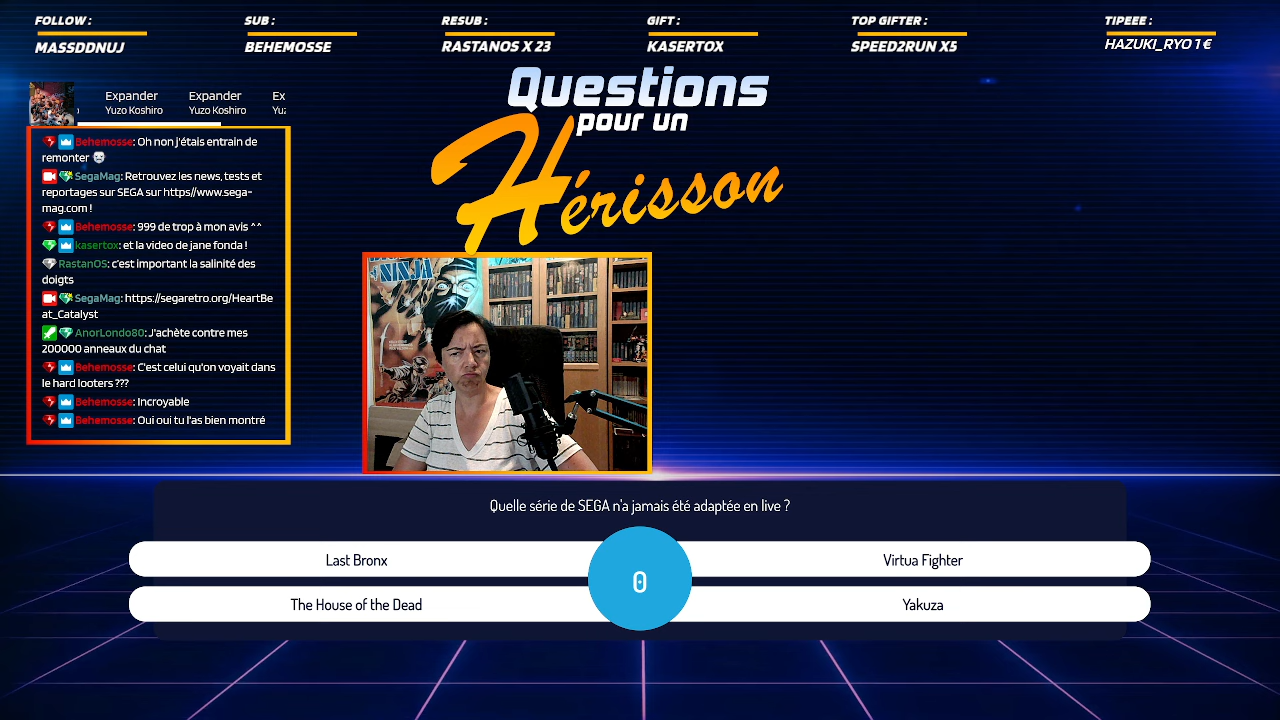 FOLLOW :
MASSDDNUJ
SUB :
BEHEMOSSE
RESUB :
RASTANOS X 23
GIFT :
KASERTOX
TOP GIFTER :
SPEED2RUN X5
TIPEEE :
HAZUKI_RYO 1 €
Questions
pour un
Hérisson
Expander
Yuzo Koshiro
Expander
Yuzo Koshiro
Ex
Yu
Behemosse: Oh non j'étais entrain de
remonter
SegaMag: Retrouvez les news, tests et
reportages sur SEGA sur https//www.sega-
mag.com !
Behemosse: 999 de trop à mon avis ^^
kasertox: et la video de jane fonda !
RastanOS: c'est important la salinité des
doigts
SegaMag: https://segaretro.org/HeartBe
at_Catalyst
AnorLondo80: J'achète contre mes
200000 anneaux du chat
Behemosse: C'est celui qu'on voyait dans
le hard looters ???
Behemosse: Incroyable
Behemosse: Oui oui tu l'as bien montré
NINJA
Quelle série de SEGA n'a jamais été adaptée en live ?
Last Bronx
Virtua Fighter
0
The House of the Dead
Yakuza